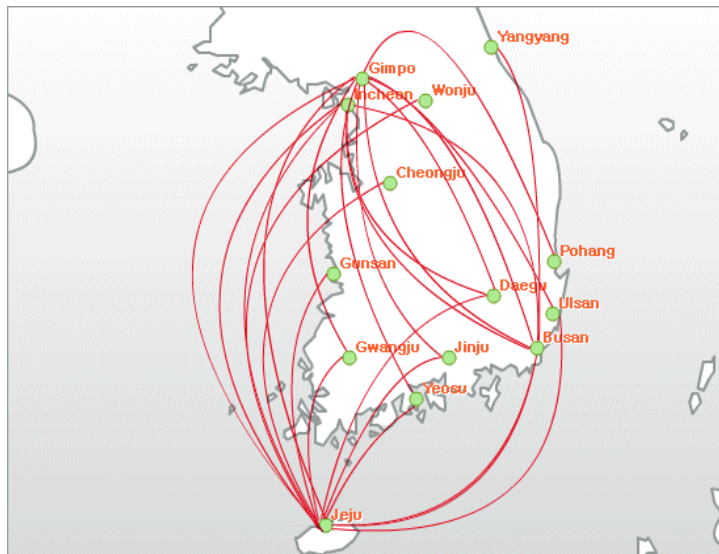 Yangyang
Gimpo
Incheon
Wonju
Cheongju
Gunsan
Pohang
Daegu
Ulsan
Busan
Gwangju
Jinju
Yeosu
Jeju